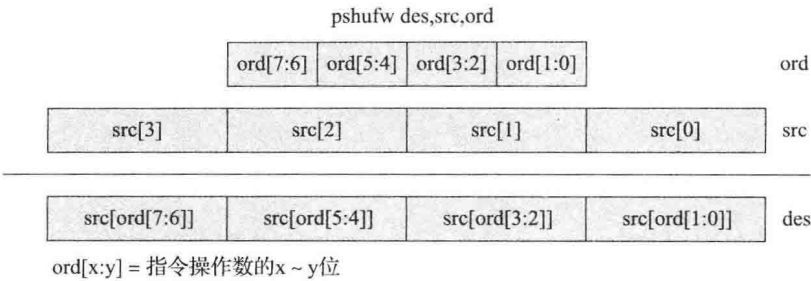 pshufw des,src,ord
ord[7:6] ord[5:4] ord[3:2] ord[1:0] ord
src[3] src[2] src[1] src[0] src
src[ord[7:6]] src[ord[5:4]] src[ord[3:2]] src[ord[1:0]] des
ord[x:y] = 指令操作数的x ~ y位